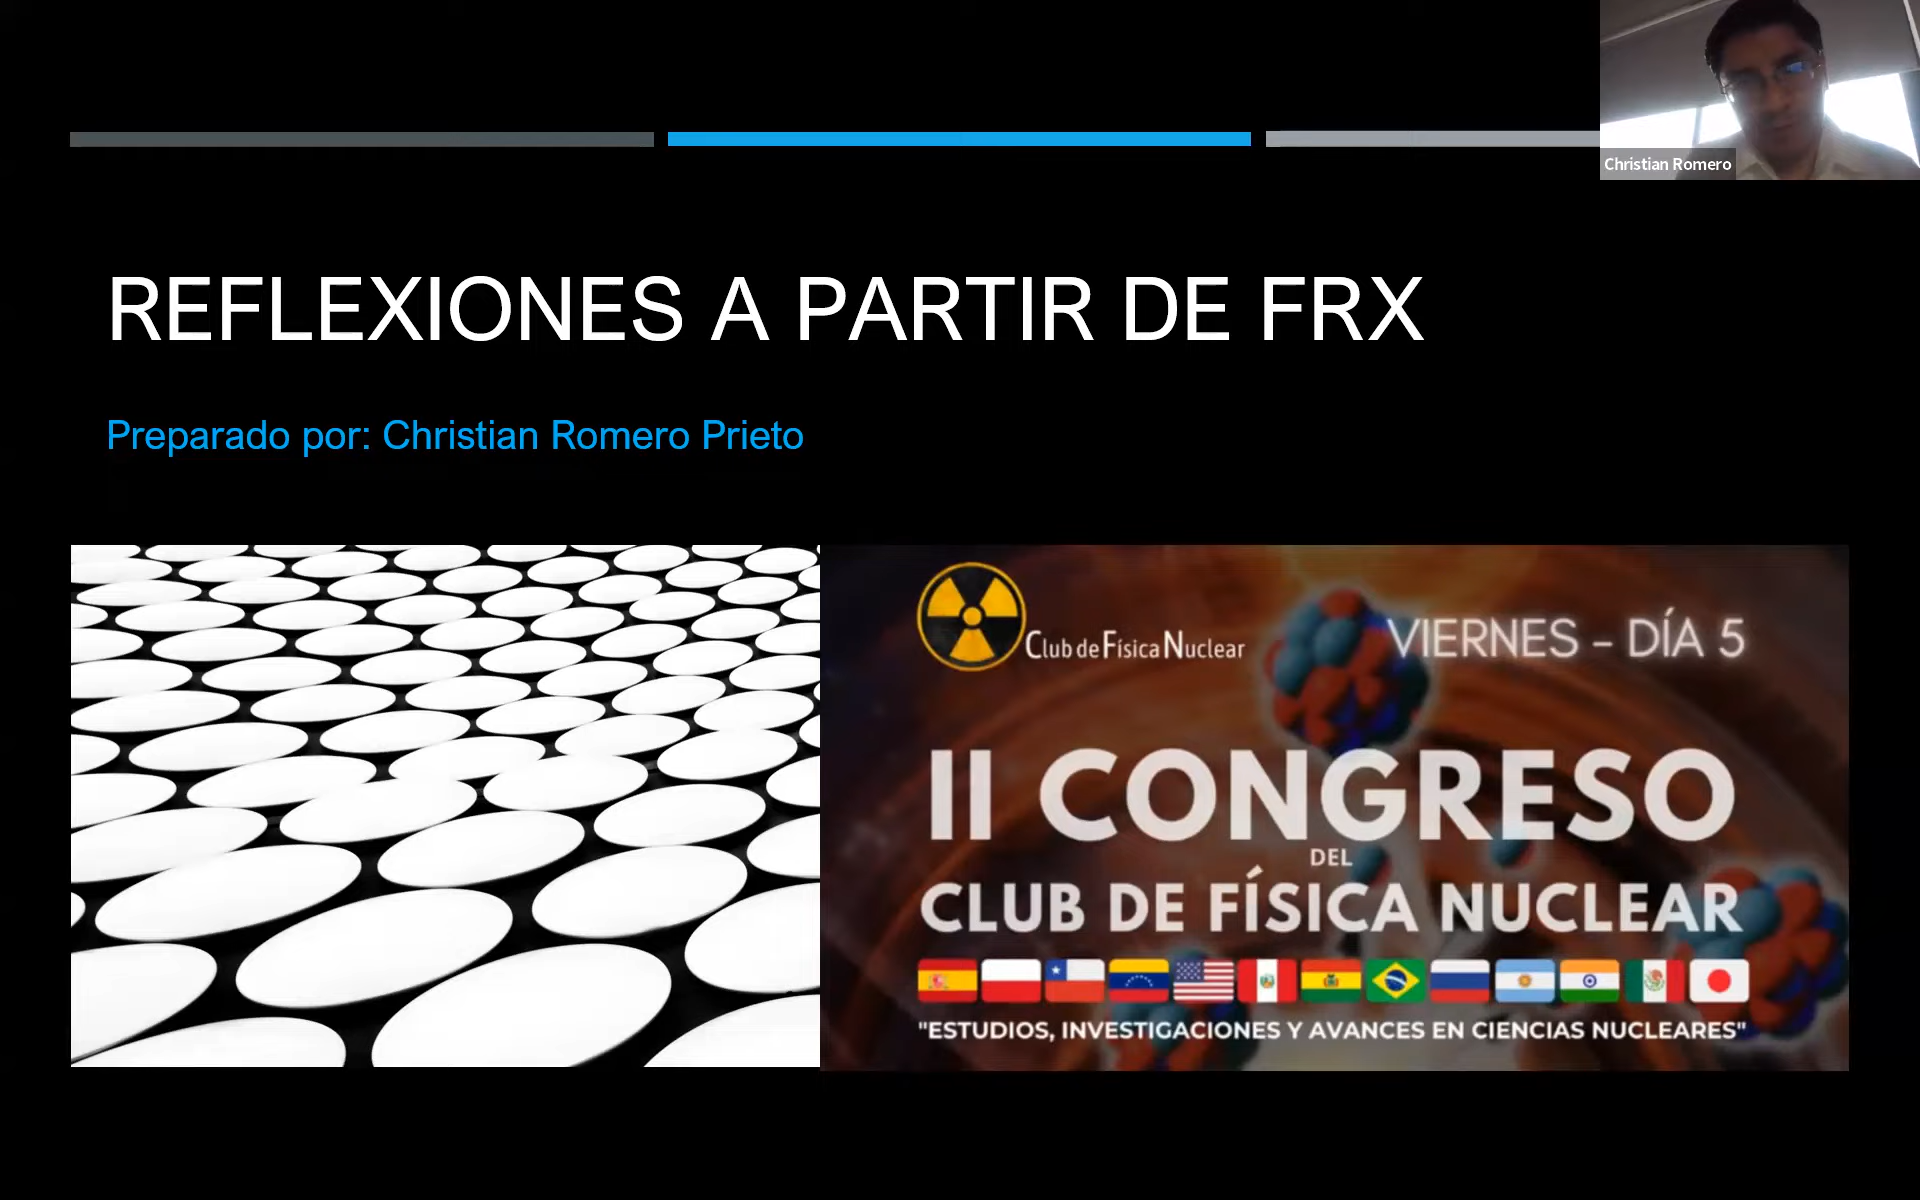 Christian Romero
REFLEXIONES A PARTIR DE FRX
Preparado por: Christian Romero Prieto
Club de Física Nuclear
VIERNES – DÍA 5
II CONGRESO
DEL
CLUB DE FÍSICA NUCLEAR
"ESTUDIOS, INVESTIGACIONES Y AVANCES EN CIENCIAS NUCLEARES"